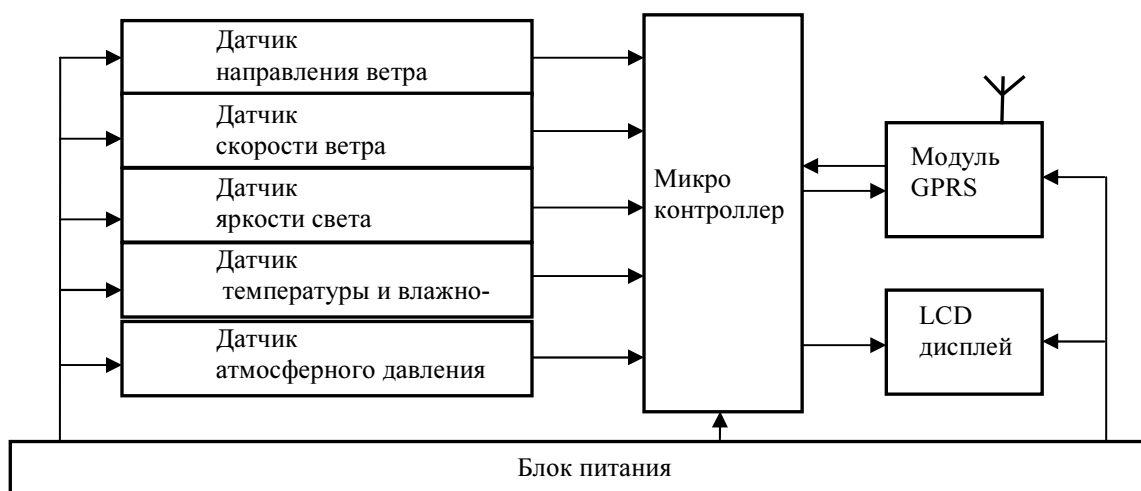 Датчик
направления ветра
Датчик
скорости ветра
Датчик
яркости света
Датчик
температуры и влажно-
Датчик
атмосферного давления
Микро
контроллер
Модуль
GPRS
LCD
дисплей
Блок питания